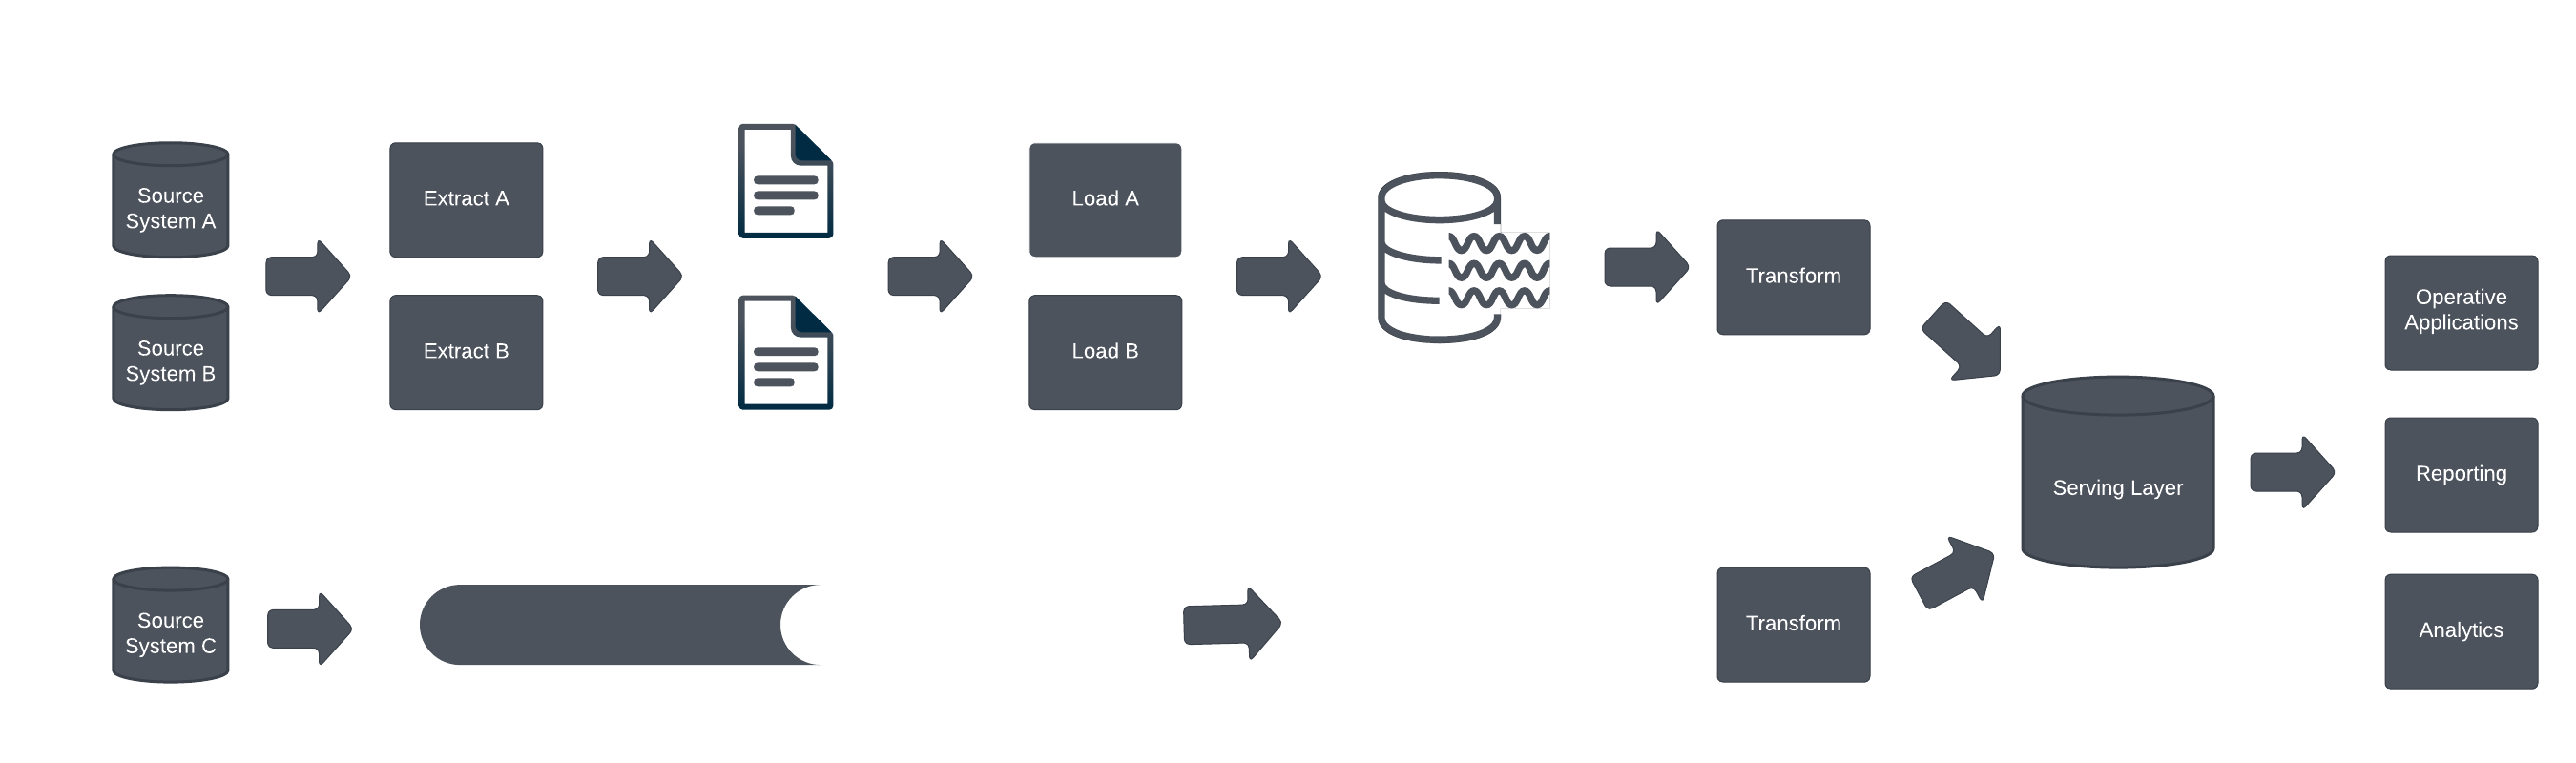 Source
System A
Extract A
Load A
Source
System B
Extract B
Load B
Transform
Source
System C
Transform
Serving Layer
Operative
Applications
Reporting
Analytics